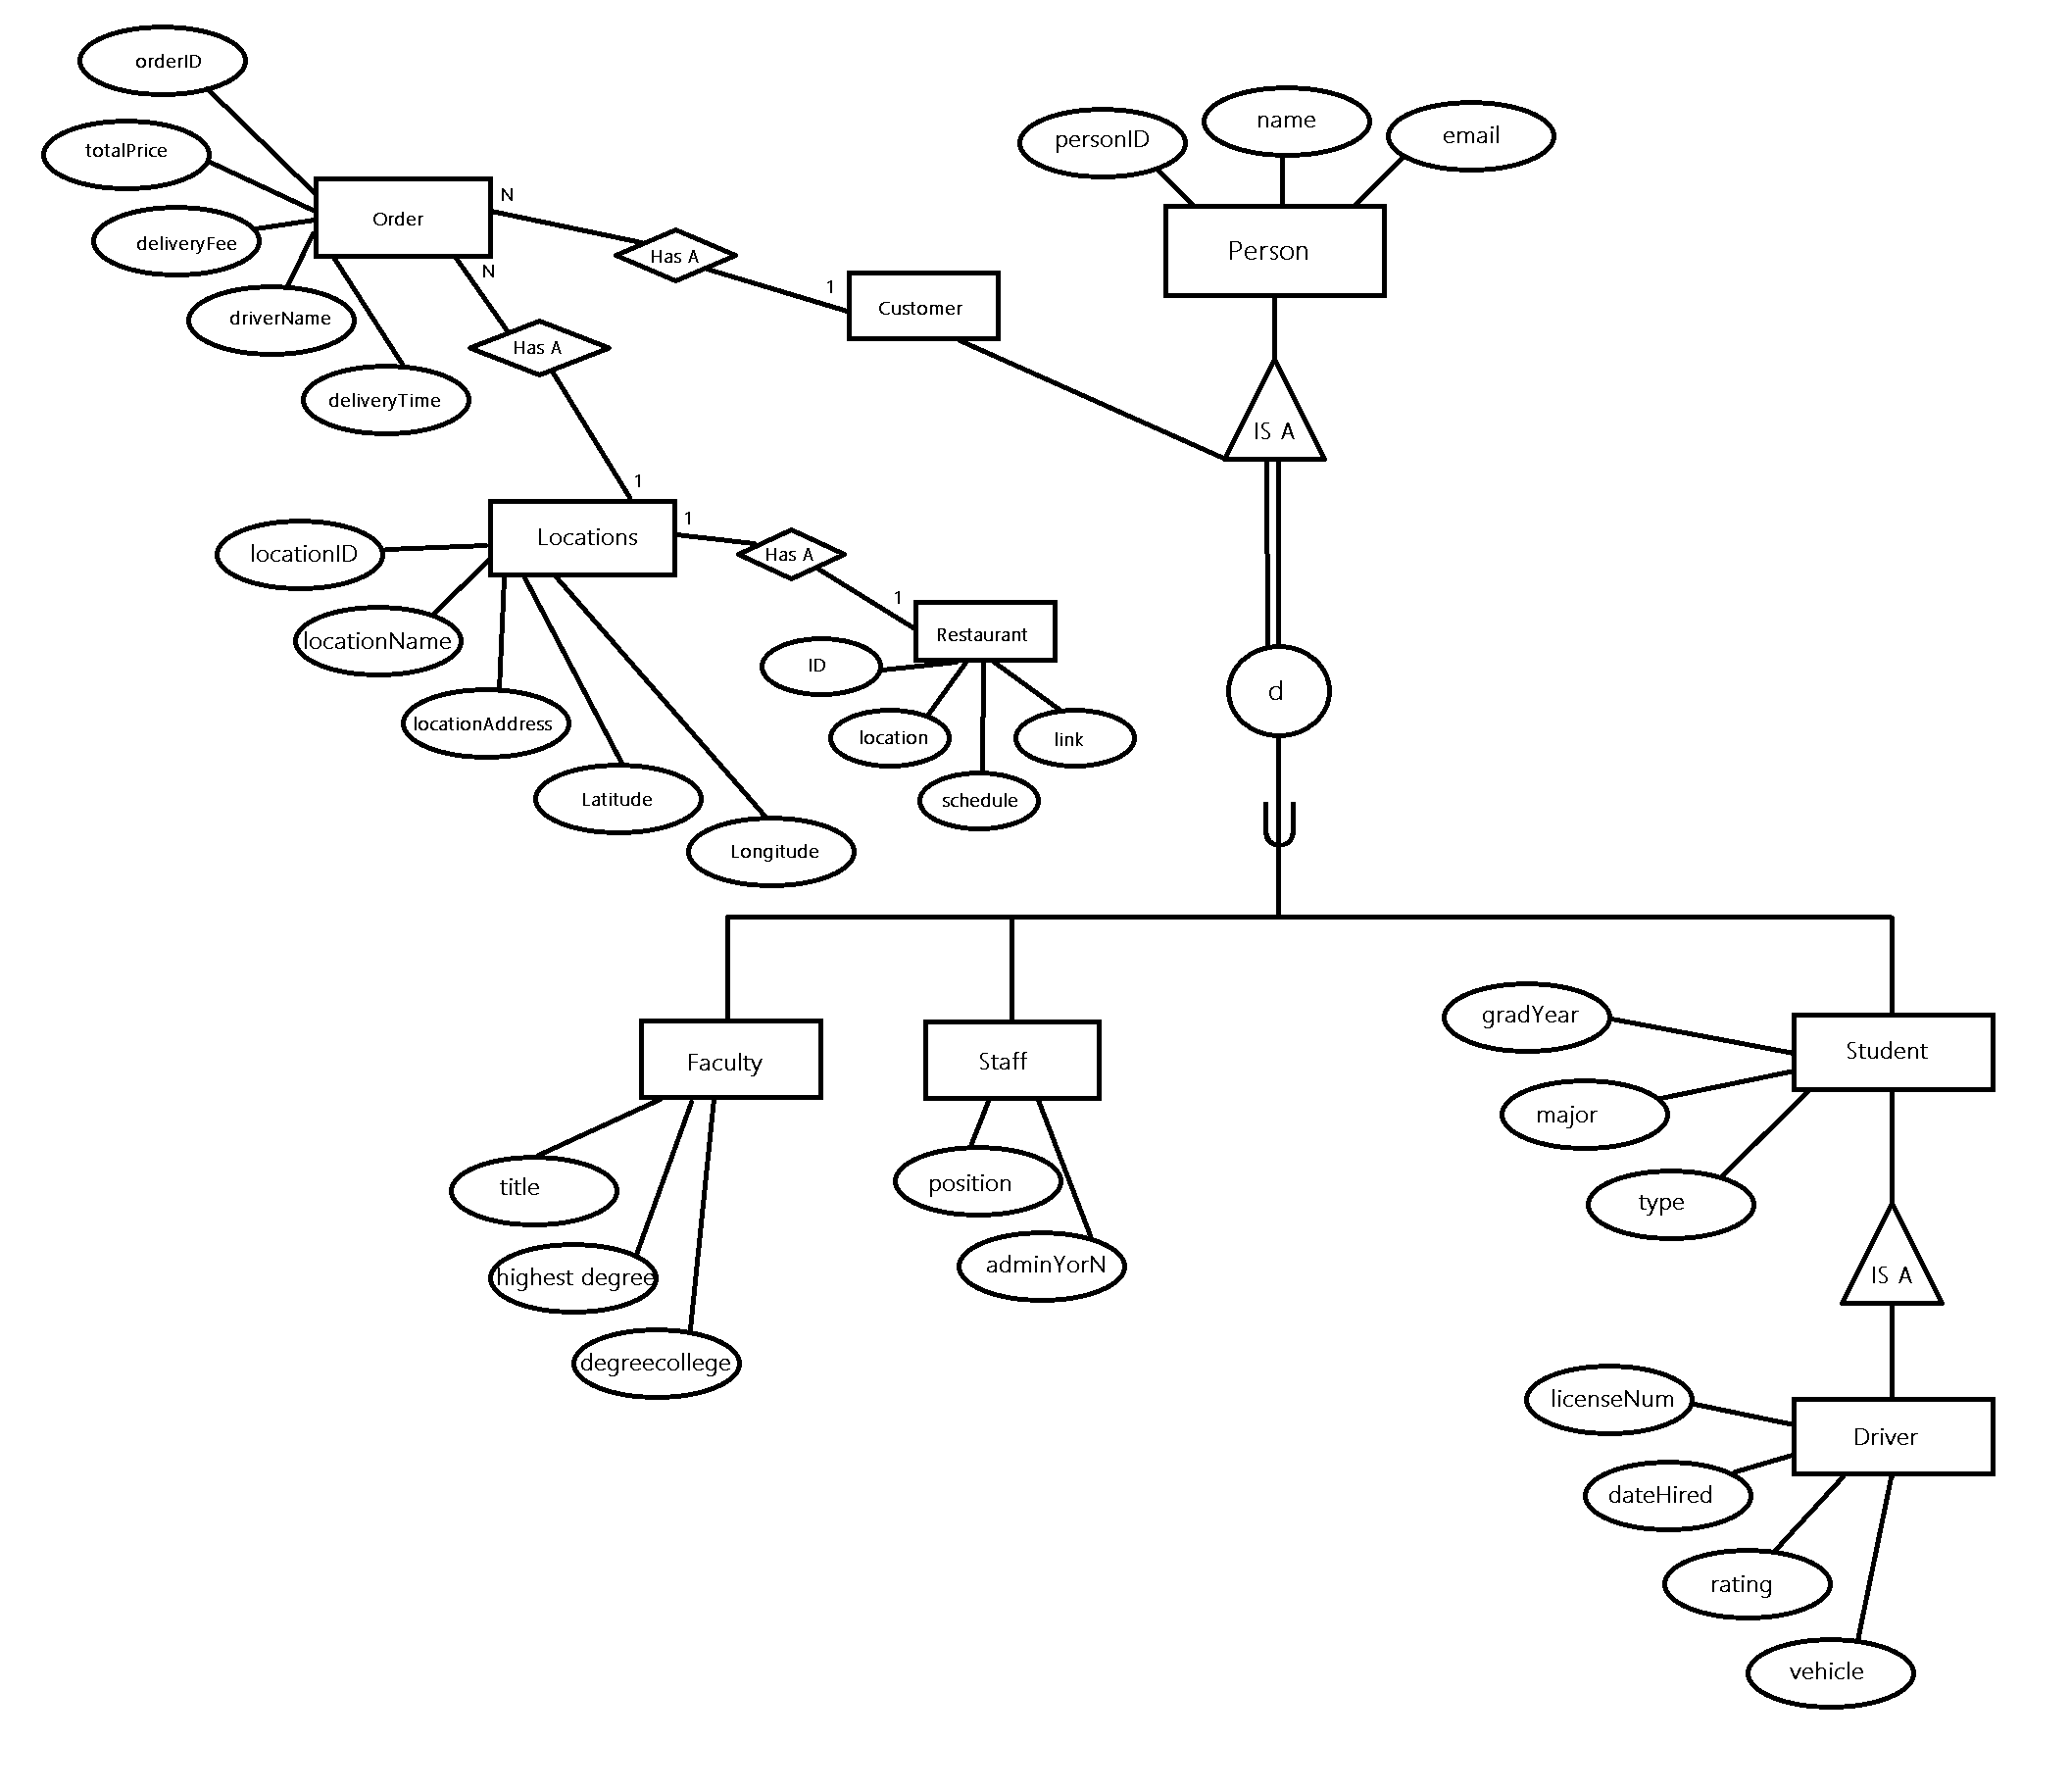 orderID
totalPrice
deliveryFee
driverName
deliveryTime
Order
N
N
Has A
1
Customer
Has A
1
personID
name
email
Person
IS A
Locations
1
Has A
1
Restaurant
locationID
locationName
locationAddress
Latitude
Longitude
ID
location
schedule
link
d
Faculty
title
highest degree
degreecollege
Staff
position
adminYorN
Student
gradYear
major
type
IS A
Driver
licenseNum
dateHired
rating
vehicle